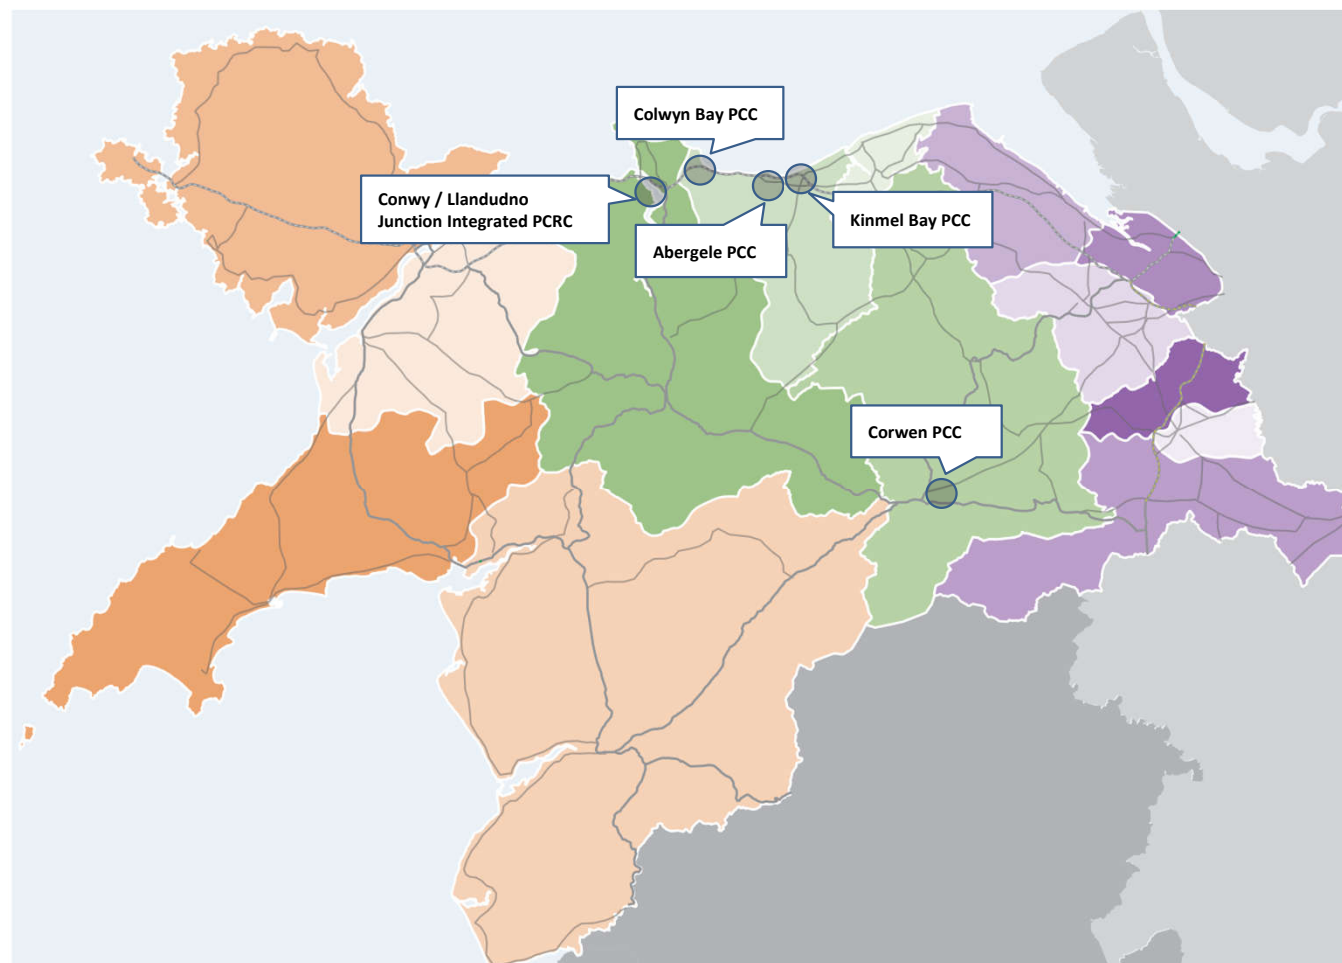 Colwyn Bay PCC
Conwy / Llandudno
Junction Integrated PCRC
Kinmel Bay PCC
Abergele PCC
Corwen PCC